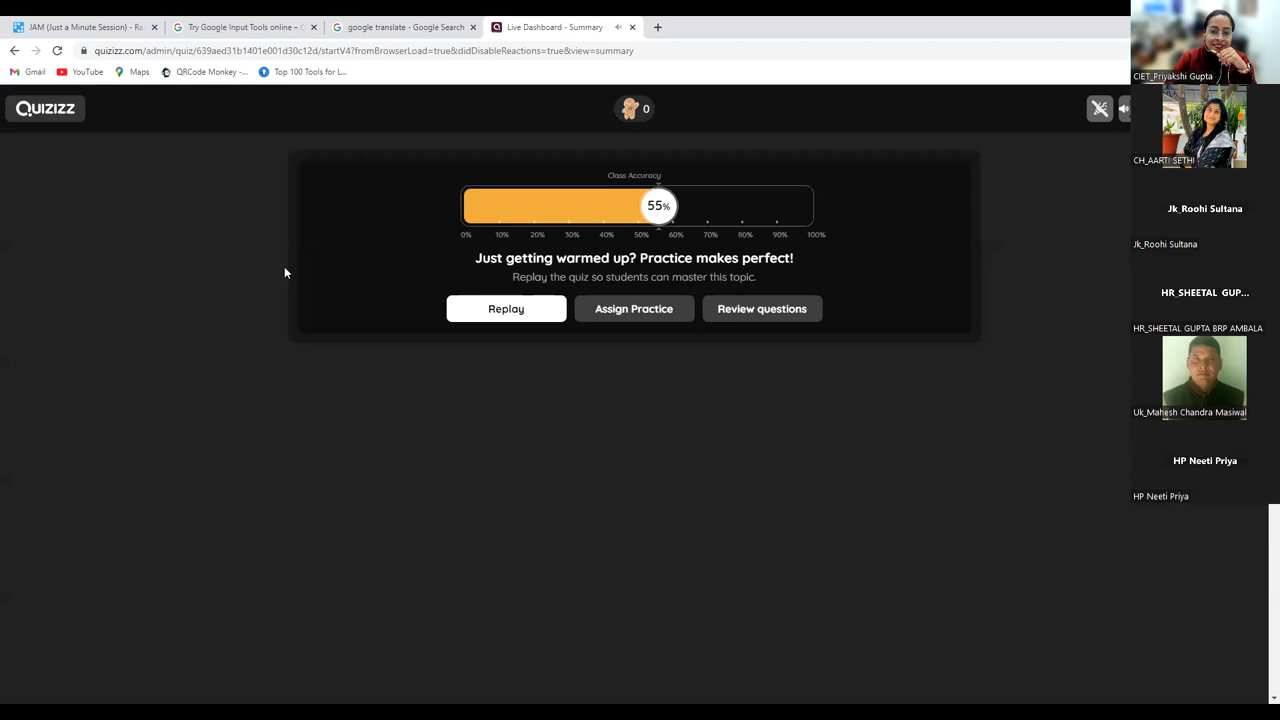 JAM (Just a Minute Session) - Ra
Try Google Input Tools online –
google translate - Google Search
Live Dashboard - Summary
quizizz.com/admin/quiz/639aed31b1401e001d30c12d/startV4?fromBrowserLoad=true&didDisableReactions=true&view=summary
Gmail
YouTube
Maps
QRCode Monkey -...
Top 100 Tools for L...
Quizizz
0
Class Accuracy
55%
0% 10% 20% 30% 40% 50% 60% 70% 80% 90% 100%
Just getting warmed up? Practice makes perfect!
Replay the quiz so students can master this topic.
Replay
Assign Practice
Review questions
CIET_Priyakshi Gupta
CH_AARTI SETHI
Jk_Roohi Sultana
Jk_Roohi Sultana
HR_SHEETAL GUP...
HR_SHEETAL GUPTA BRP AMBALA
Uk_Mahesh Chandra Masiwal
HP Neeti Priya
HP Neeti Priya